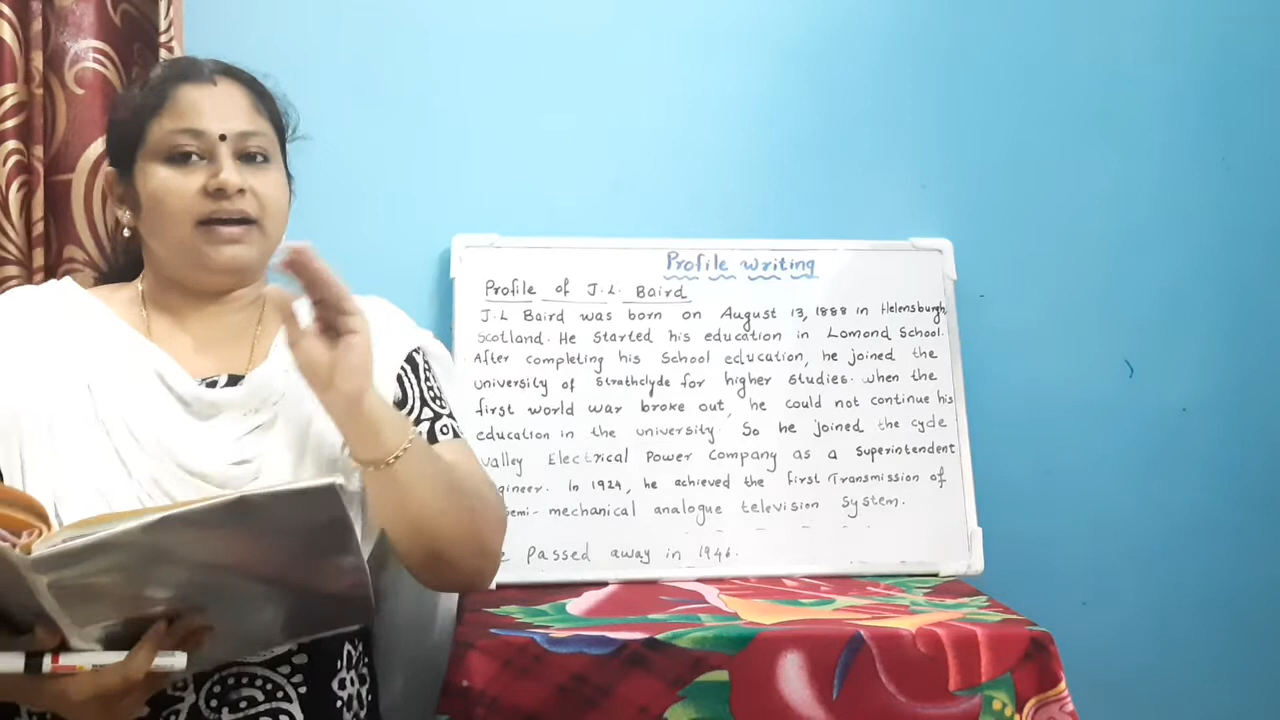 Profile writing
Profile of J.L. Baird
J.L Baird was born on August 13, 1888 in Helensburgh,
Scotland. He started his education in Lomond School.
After completing his School education, he joined the
university of Strathclyde for higher studies. when the
first world war broke out, he could not continue his
education in the university. So he joined the cycle
valley Electrical Power Company as a Superintendent
gineer. In 1924, he achieved the first Transmission of
Semi-mechanical analogue television System.
passed away in 1946.